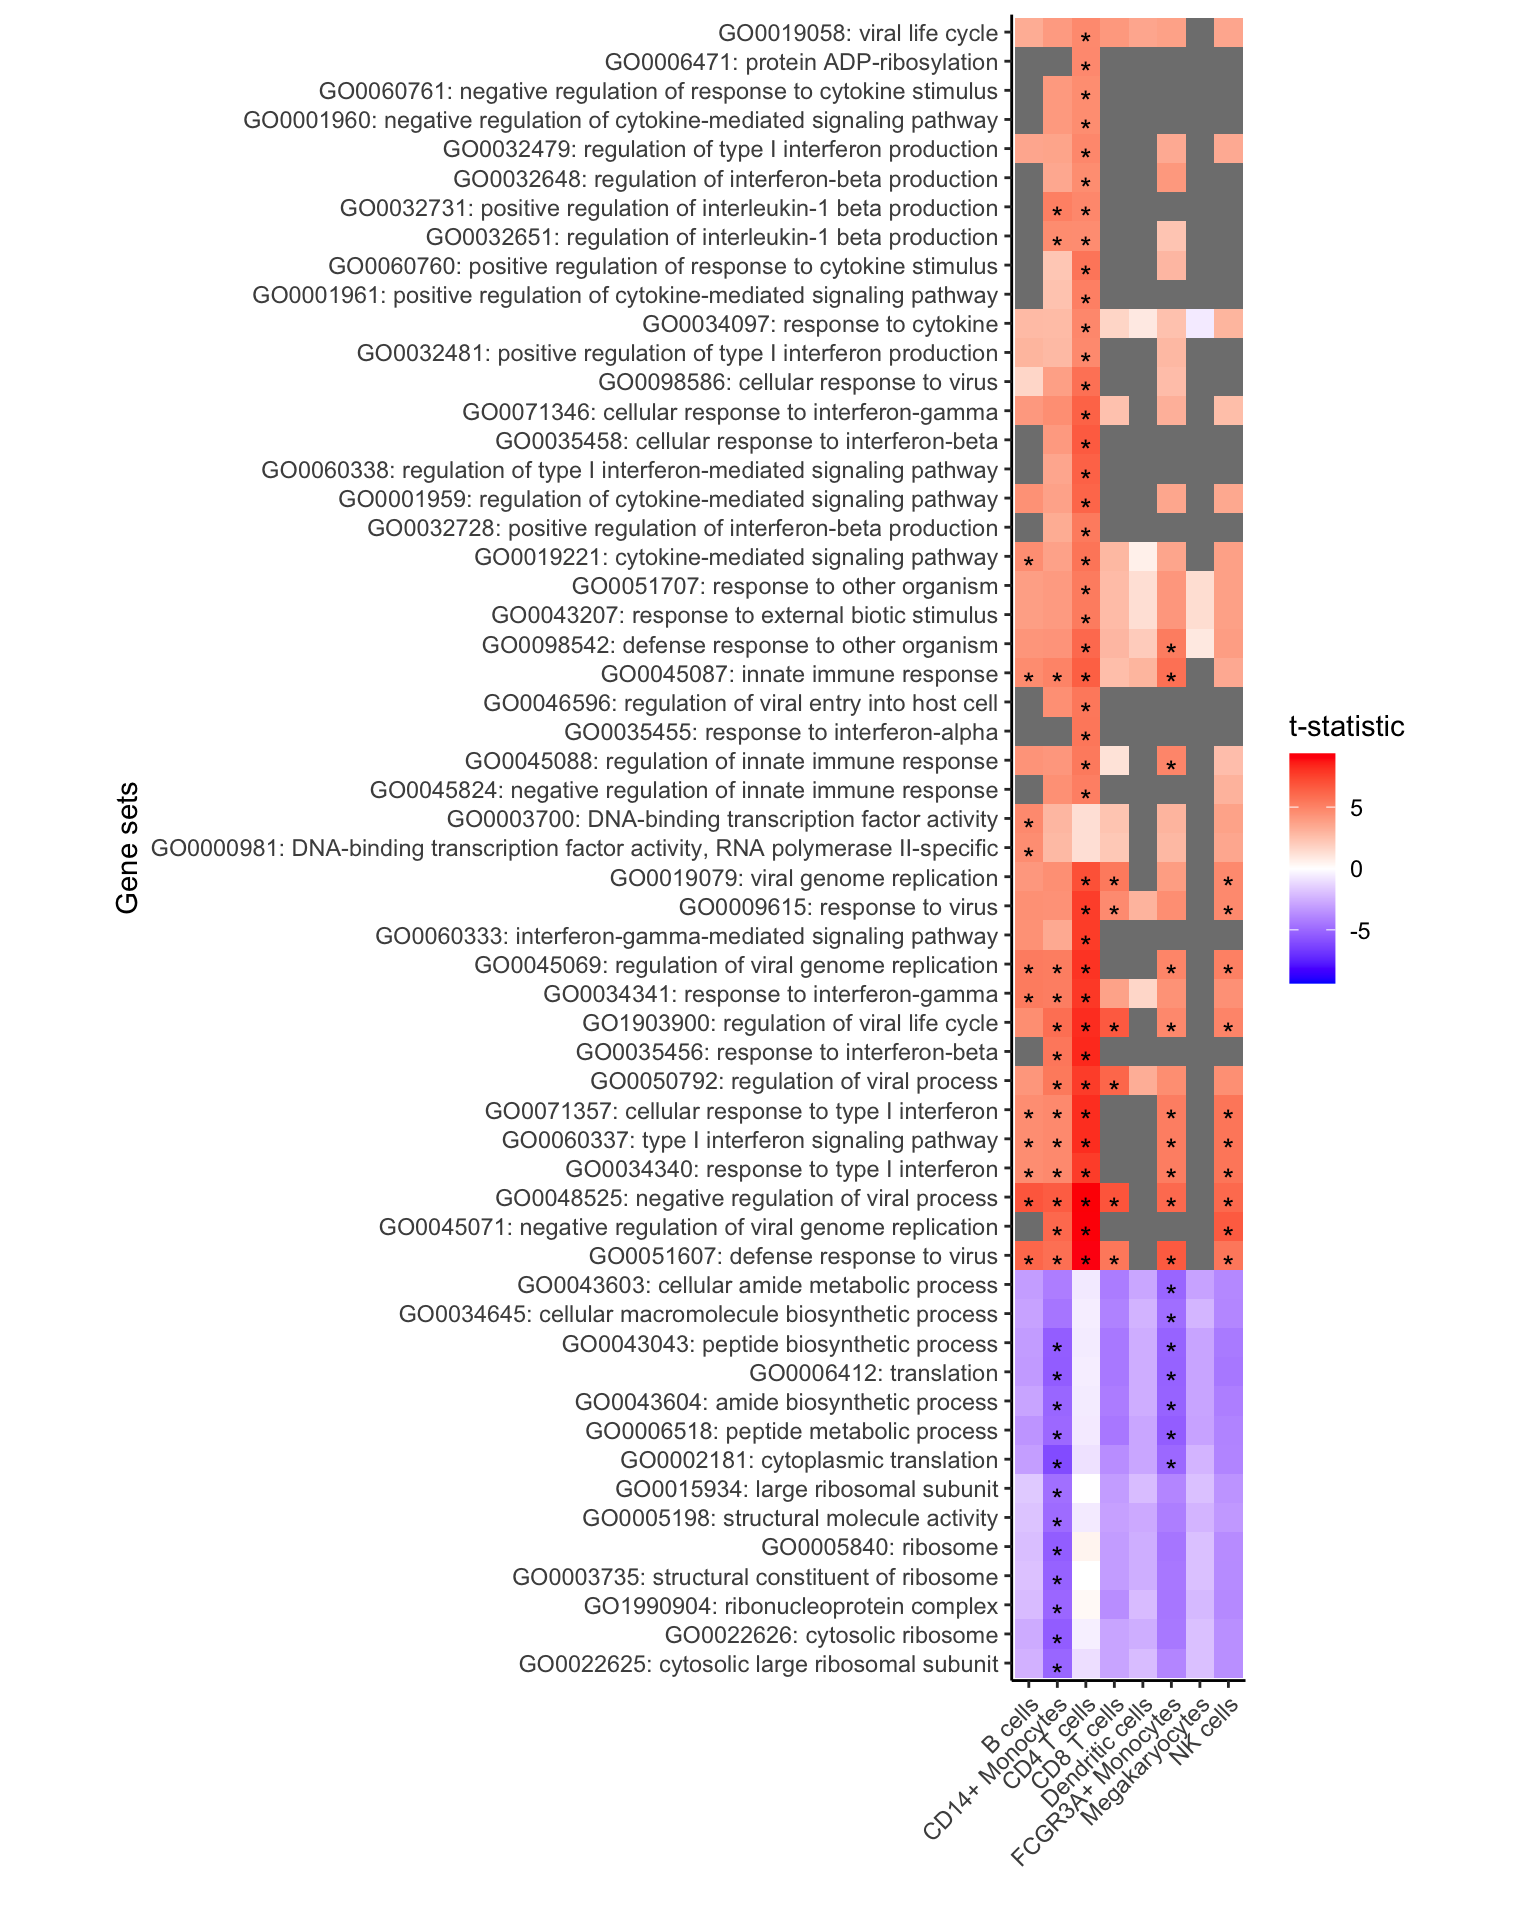 GO0019058: viral life cycle
GO0006471: protein ADP-ribosylation
GO0060761: negative regulation of response to cytokine stimulus
GO0001960: negative regulation of cytokine-mediated signaling pathway
GO0032479: regulation of type I interferon production
GO0032648: regulation of interferon-beta production
GO0032731: positive regulation of interleukin-1 beta production
GO0032651: regulation of interleukin-1 beta production
GO0060760: positive regulation of response to cytokine stimulus
GO0001961: positive regulation of cytokine-mediated signaling pathway
GO0034097: response to cytokine
GO0032481: positive regulation of type I interferon production
GO0098586: cellular response to virus
GO0071346: cellular response to interferon-gamma
GO0035458: cellular response to interferon-beta
GO0060338: regulation of type I interferon-mediated signaling pathway
GO0001959: regulation of cytokine-mediated signaling pathway
GO0032728: positive regulation of interferon-beta production
GO0019221: cytokine-mediated signaling pathway
GO0051707: response to other organism
GO0043207: response to external biotic stimulus
GO0098542: defense response to other organism
GO0045087: innate immune response
GO0046596: regulation of viral entry into host cell
GO0035455: response to interferon-alpha
GO0045088: regulation of innate immune response
GO0045824: negative regulation of innate immune response
GO0003700: DNA-binding transcription factor activity
GO0000981: DNA-binding transcription factor activity, RNA polymerase II-specific
GO0019079: viral genome replication
GO0009615: response to virus
GO0060333: interferon-gamma-mediated signaling pathway
GO0045069: regulation of viral genome replication
GO0034341: response to interferon-gamma
GO1903900: regulation of viral life cycle
GO0035456: response to interferon-beta
GO0050792: regulation of viral process
GO0071357: cellular response to type I interferon
GO0060337: type I interferon signaling pathway
GO0034340: response to type I interferon
GO0048525: negative regulation of viral process
GO0045071: negative regulation of viral genome replication
GO0051607: defense response to virus
GO0043603: cellular amide metabolic process
GO0034645: cellular macromolecule biosynthetic process
GO0043043: peptide biosynthetic process
GO0006412: translation
GO0043604: amide biosynthetic process
GO0006518: peptide metabolic process
GO0002181: cytoplasmic translation
GO0015934: large ribosomal subunit
GO0005198: structural molecule activity
GO0005840: ribosome
GO0003735: structural constituent of ribosome
GO1990904: ribonucleoprotein complex
GO0022626: cytosolic ribosome
GO0022625: cytosolic large ribosomal subunit
Gene sets
B cells
CD14+ Monocytes
CD4 T cells
CD8 T cells
Dendritic cells
FCGR3A+ Monocytes
Megakaryocytes
NK cells
t-statistic
5
0
-5